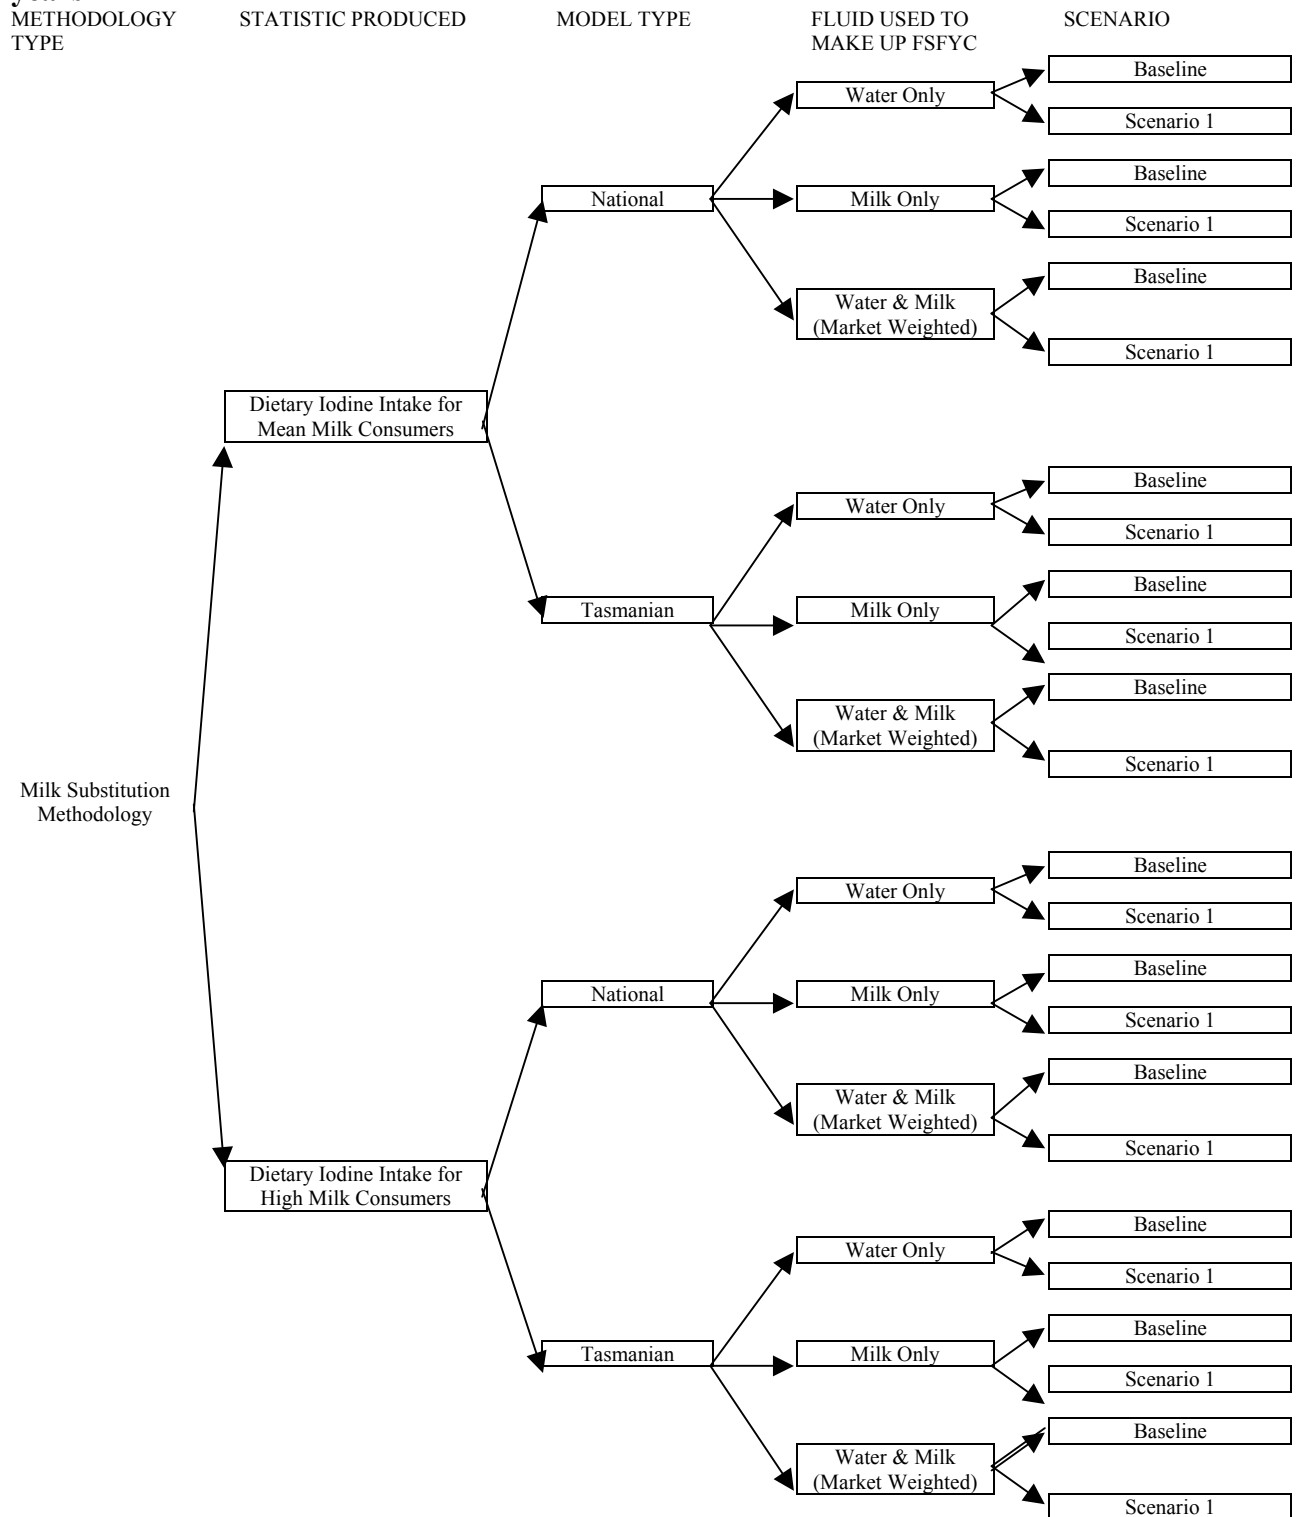 years
METHODOLOGY TYPE
STATISTIC PRODUCED
MODEL TYPE
FLUID USED TO
MAKE UP FSFYC
SCENARIO
Baseline
Water Only
Scenario 1
Baseline
National
Milk Only
Scenario 1
Baseline
Water & Milk
(Market Weighted)
Scenario 1
Dietary Iodine Intake for
Mean Milk Consumers
Baseline
Water Only
Scenario 1
Baseline
Tasmanian
Milk Only
Scenario 1
Baseline
Water & Milk
(Market Weighted)
Scenario 1
Milk Substitution
Methodology
Baseline
Water Only
Scenario 1
Baseline
National
Milk Only
Scenario 1
Baseline
Water & Milk
(Market Weighted)
Scenario 1
Dietary Iodine Intake for
High Milk Consumers
Baseline
Water Only
Scenario 1
Baseline
Tasmanian
Milk Only
Scenario 1
Baseline
Water & Milk
(Market Weighted)
Scenario 1